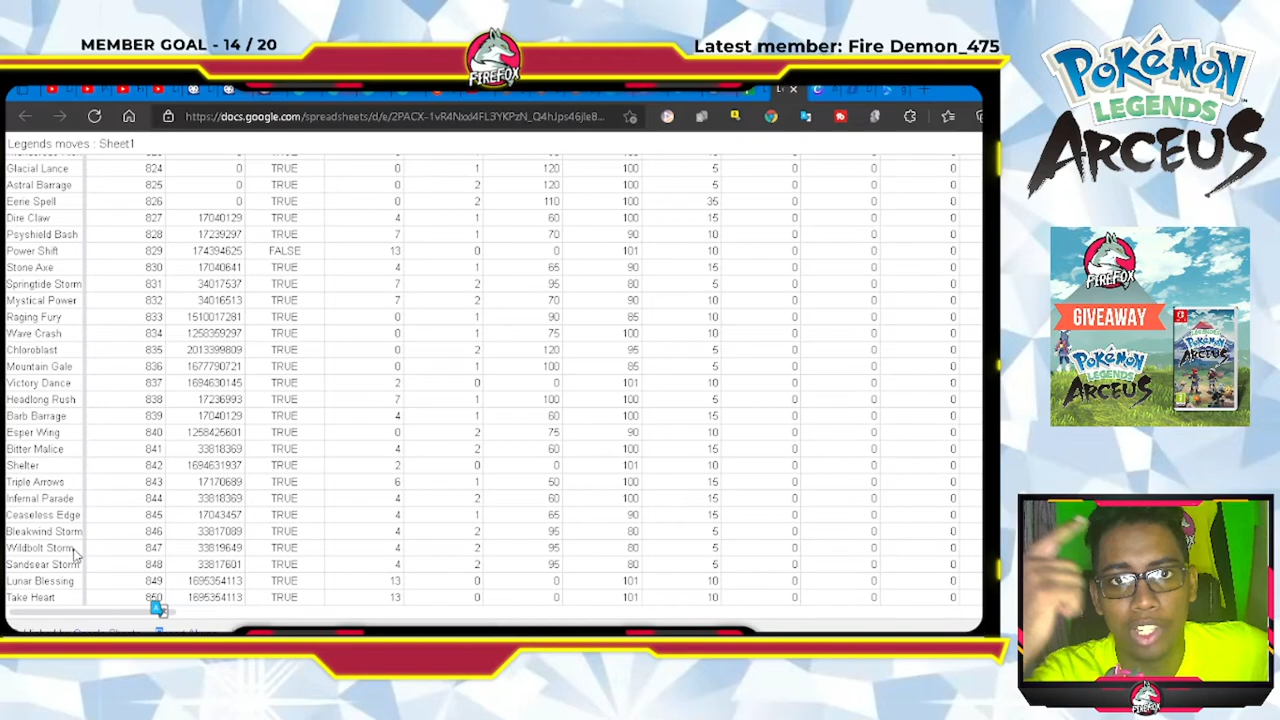 MEMBER GOAL - 14 / 20
FIREFOX
Latest member: Fire Demon_475
https://docs.google.com/spreadsheets/d/e/2PACX-1vR4Nxxl4FL3YKPzN_Q4hJps46jle8...
Legends moves : Sheet1
Glacial Lance 824 0 TRUE 0 1 120 100 5 0 0 0
Astral Barrage 825 0 TRUE 0 2 120 100 5 0 0 0
Eerie Spell 826 0 TRUE 0 2 110 100 35 0 0 0
Dire Claw 827 17040129 TRUE 4 1 60 100 15 0 0 0
Psyshield Bash 828 17239297 TRUE 7 1 70 90 10 0 0 0
Power Shift 829 174394625 FALSE 13 0 0 101 10 0 0 0
Stone Axe 830 17040641 TRUE 4 1 65 90 15 0 0 0
Springtide Storm 831 34017537 TRUE 7 2 95 80 5 0 0 0
Mystical Power 832 34016513 TRUE 7 2 70 90 10 0 0 0
Raging Fury 833 1510017281 TRUE 0 1 90 85 10 0 0 0
Wave Crash 834 1258359297 TRUE 0 1 75 100 10 0 0 0
Chloroblast 835 2013399809 TRUE 0 2 120 95 5 0 0 0
Mountain Gale 836 1677790721 TRUE 0 1 100 85 5 0 0 0
Victory Dance 837 1694630145 TRUE 2 0 0 101 10 0 0 0
Headlong Rush 838 17236993 TRUE 7 1 100 100 5 0 0 0
Barb Barrage 839 17040129 TRUE 4 1 60 100 15 0 0 0
Esper Wing 840 1258425601 TRUE 0 2 75 90 10 0 0 0
Bitter Malice 841 33818369 TRUE 4 2 60 100 15 0 0 0
Shelter 842 1694631937 TRUE 2 0 0 101 10 0 0 0
Triple Arrows 843 17170689 TRUE 6 1 50 100 15 0 0 0
Infernal Parade 844 33818369 TRUE 4 2 60 100 15 0 0 0
Ceaseless Edge 845 17043457 TRUE 4 1 65 90 15 0 0 0
Bleakwind Storm 846 33817089 TRUE 4 2 95 80 5 0 0 0
Wildbolt Storm 847 33819649 TRUE 4 2 95 80 5 0 0 0
Sandsear Storm 848 33817601 TRUE 4 2 95 80 5 0 0 0
Lunar Blessing 849 1695354113 TRUE 13 0 0 101 10 0 0 0
Take Heart 850 1695354113 TRUE 13 0 0 101 10 0 0 0
POKéMON
LEGENDS
ARCEUS
FIREFOX
GIVEAWAY
POKéMON
LEGENDS
ARCEUS
FIREFOX